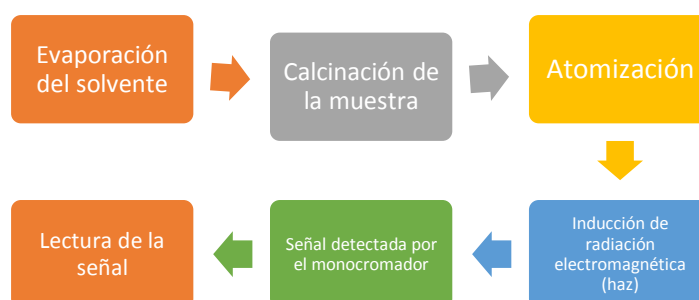 Evaporación
del solvente
Calcinación de
la muestra
Atomización
Inducción de
radiación
electromagnética
(haz)
Señal detectada por
el monocromador
Lectura de la
señal